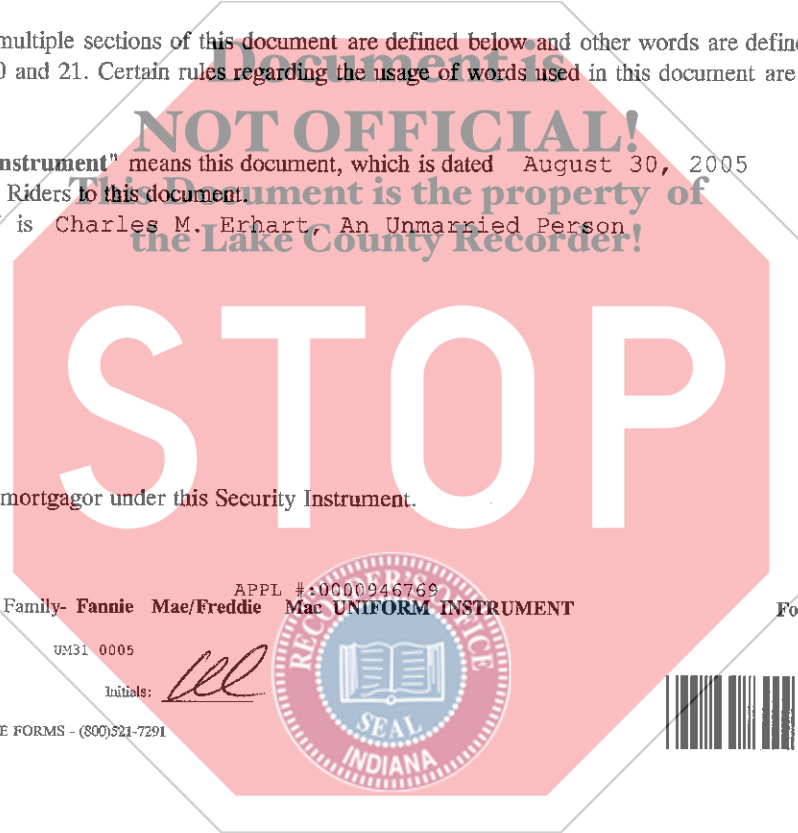 multiple sections of this document are defined below and other words are define
0 and 21. Certain rules regarding the usage of words used in this document are
Document is
NOT OFFICIAL!
This Document is the property of
the Lake County Recorder!
nstrument" means this document, which is dated August 30, 2005
Riders to this document.
is Charles M. Erhart, An Unmarried Person
STOP
mortgagor under this Security Instrument.
APPL #:0000946769
Family- Fannie Mae/Freddie Mac UNIFORM INSTRUMENT Fo
UM31 0005
Initials:
E FORMS - (800)521-7291
RECORDER'S OFFICE
SEAL
INDIANA